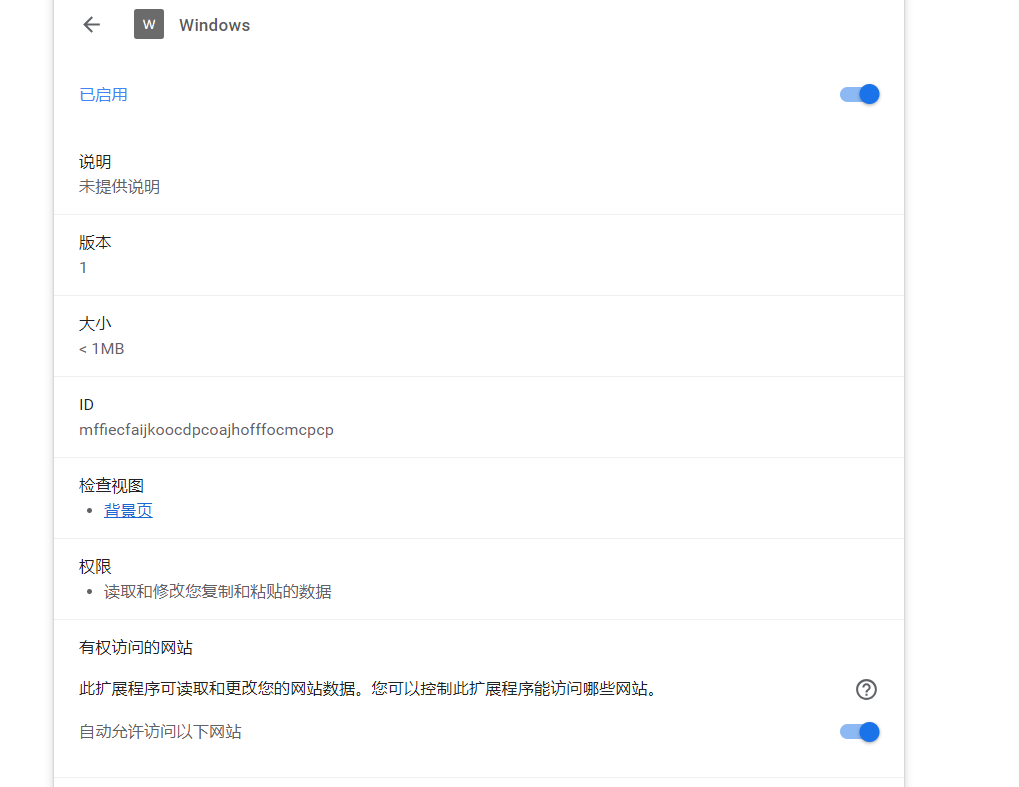 W Windows
已启用
说明
未提供说明
版本
1
大小
< 1MB
ID
mffiecfaijkoocdpcoajhofffocmcpcp
检查视图
• 背景页
权限
• 读取和修改您复制和粘贴的数据
有权访问的网站
此扩展程序可读取和更改您的网站数据。您可以控制此扩展程序能访问哪些网站。
自动允许访问以下网站